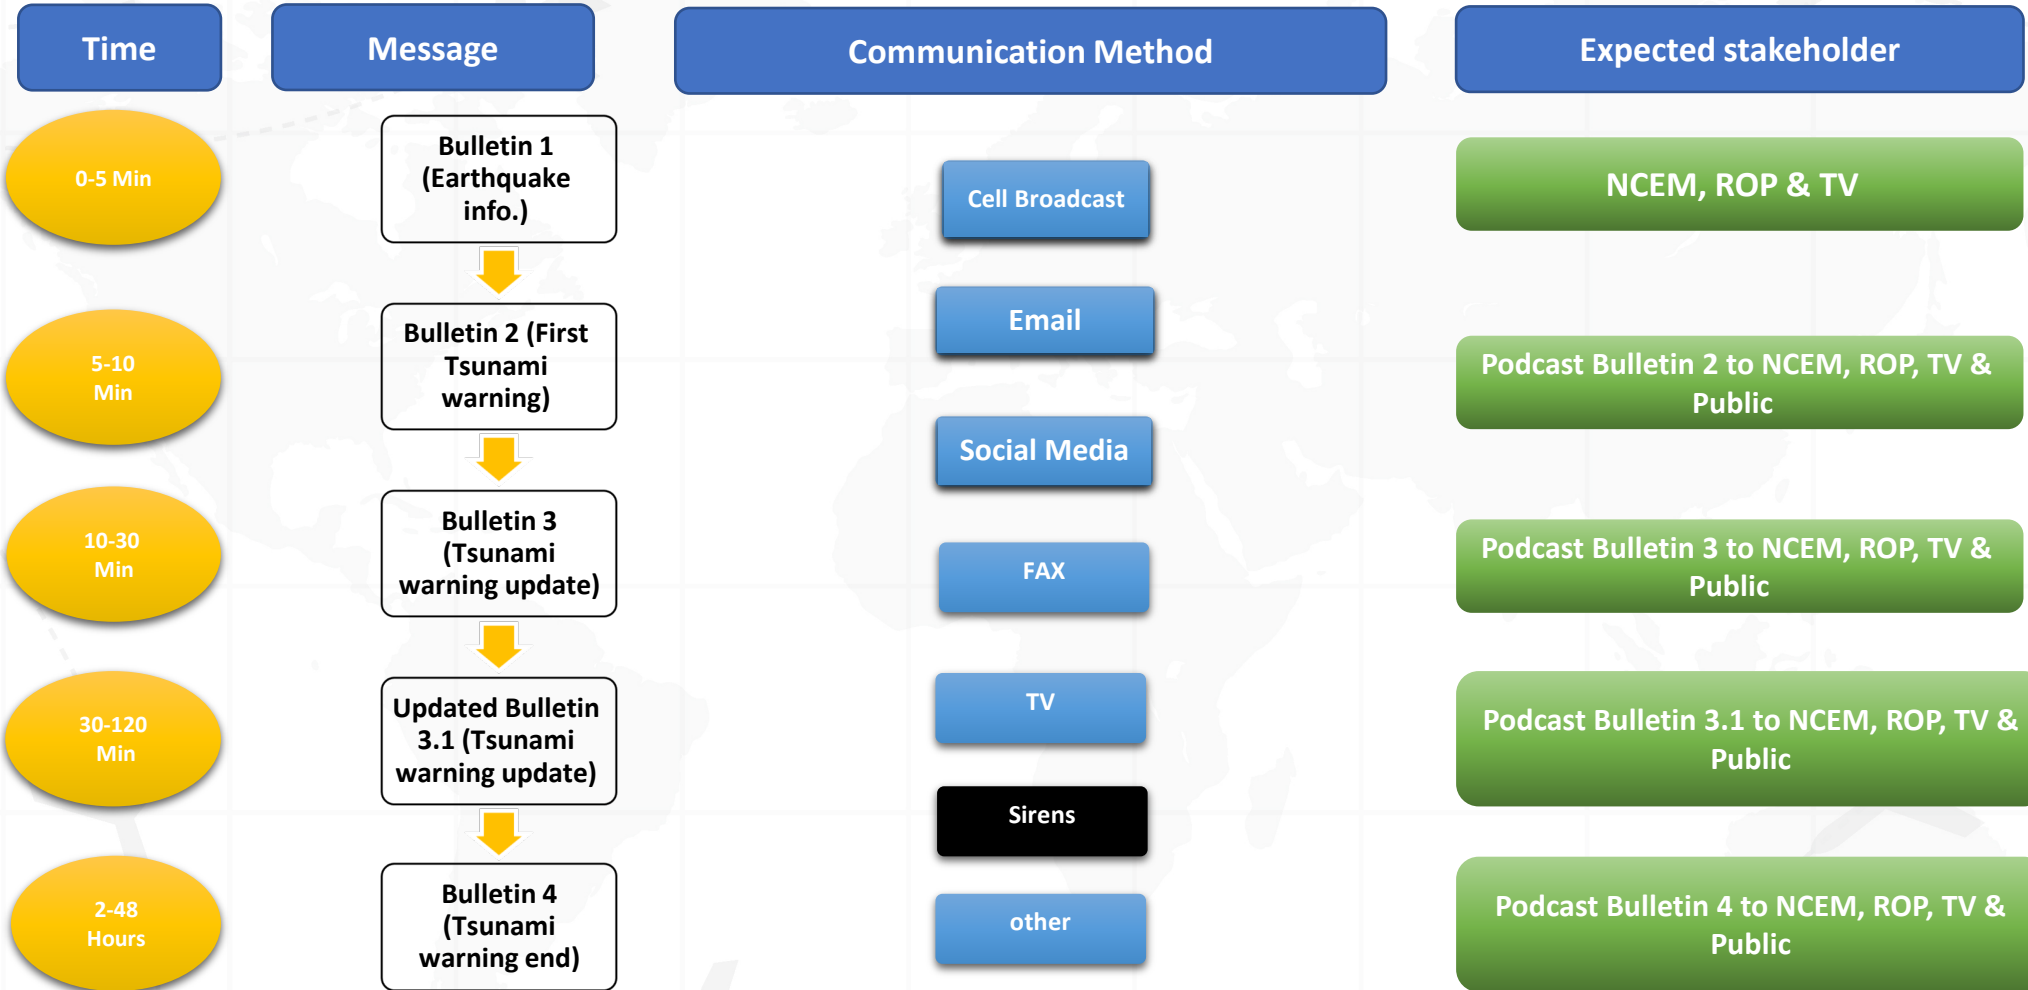 Time
Message
Communication Method
Expected stakeholder
0-5 Min
Bulletin 1
(Earthquake
info.)
Cell Broadcast
NCEM, ROP & TV
Email
5-10
Min
Bulletin 2 (First
Tsunami
warning)
Podcast Bulletin 2 to NCEM, ROP, TV &
Public
Social Media
10-30
Min
Bulletin 3
(Tsunami
warning update)
FAX
Podcast Bulletin 3 to NCEM, ROP, TV &
Public
30-120
Min
Updated Bulletin
3.1 (Tsunami
warning update)
TV
Podcast Bulletin 3.1 to NCEM, ROP, TV &
Public
Sirens
2-48
Hours
Bulletin 4
(Tsunami
warning end)
other
Podcast Bulletin 4 to NCEM, ROP, TV &
Public